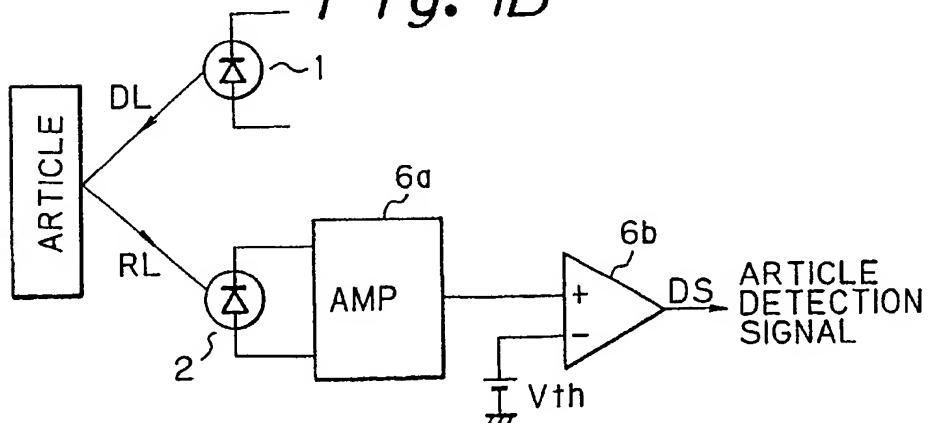 Fig. 1B
1
DL
ARTICLE
RL
2
6a
AMP
6b
+
-
DS
ARTICLE
DETECTION
SIGNAL
Vth